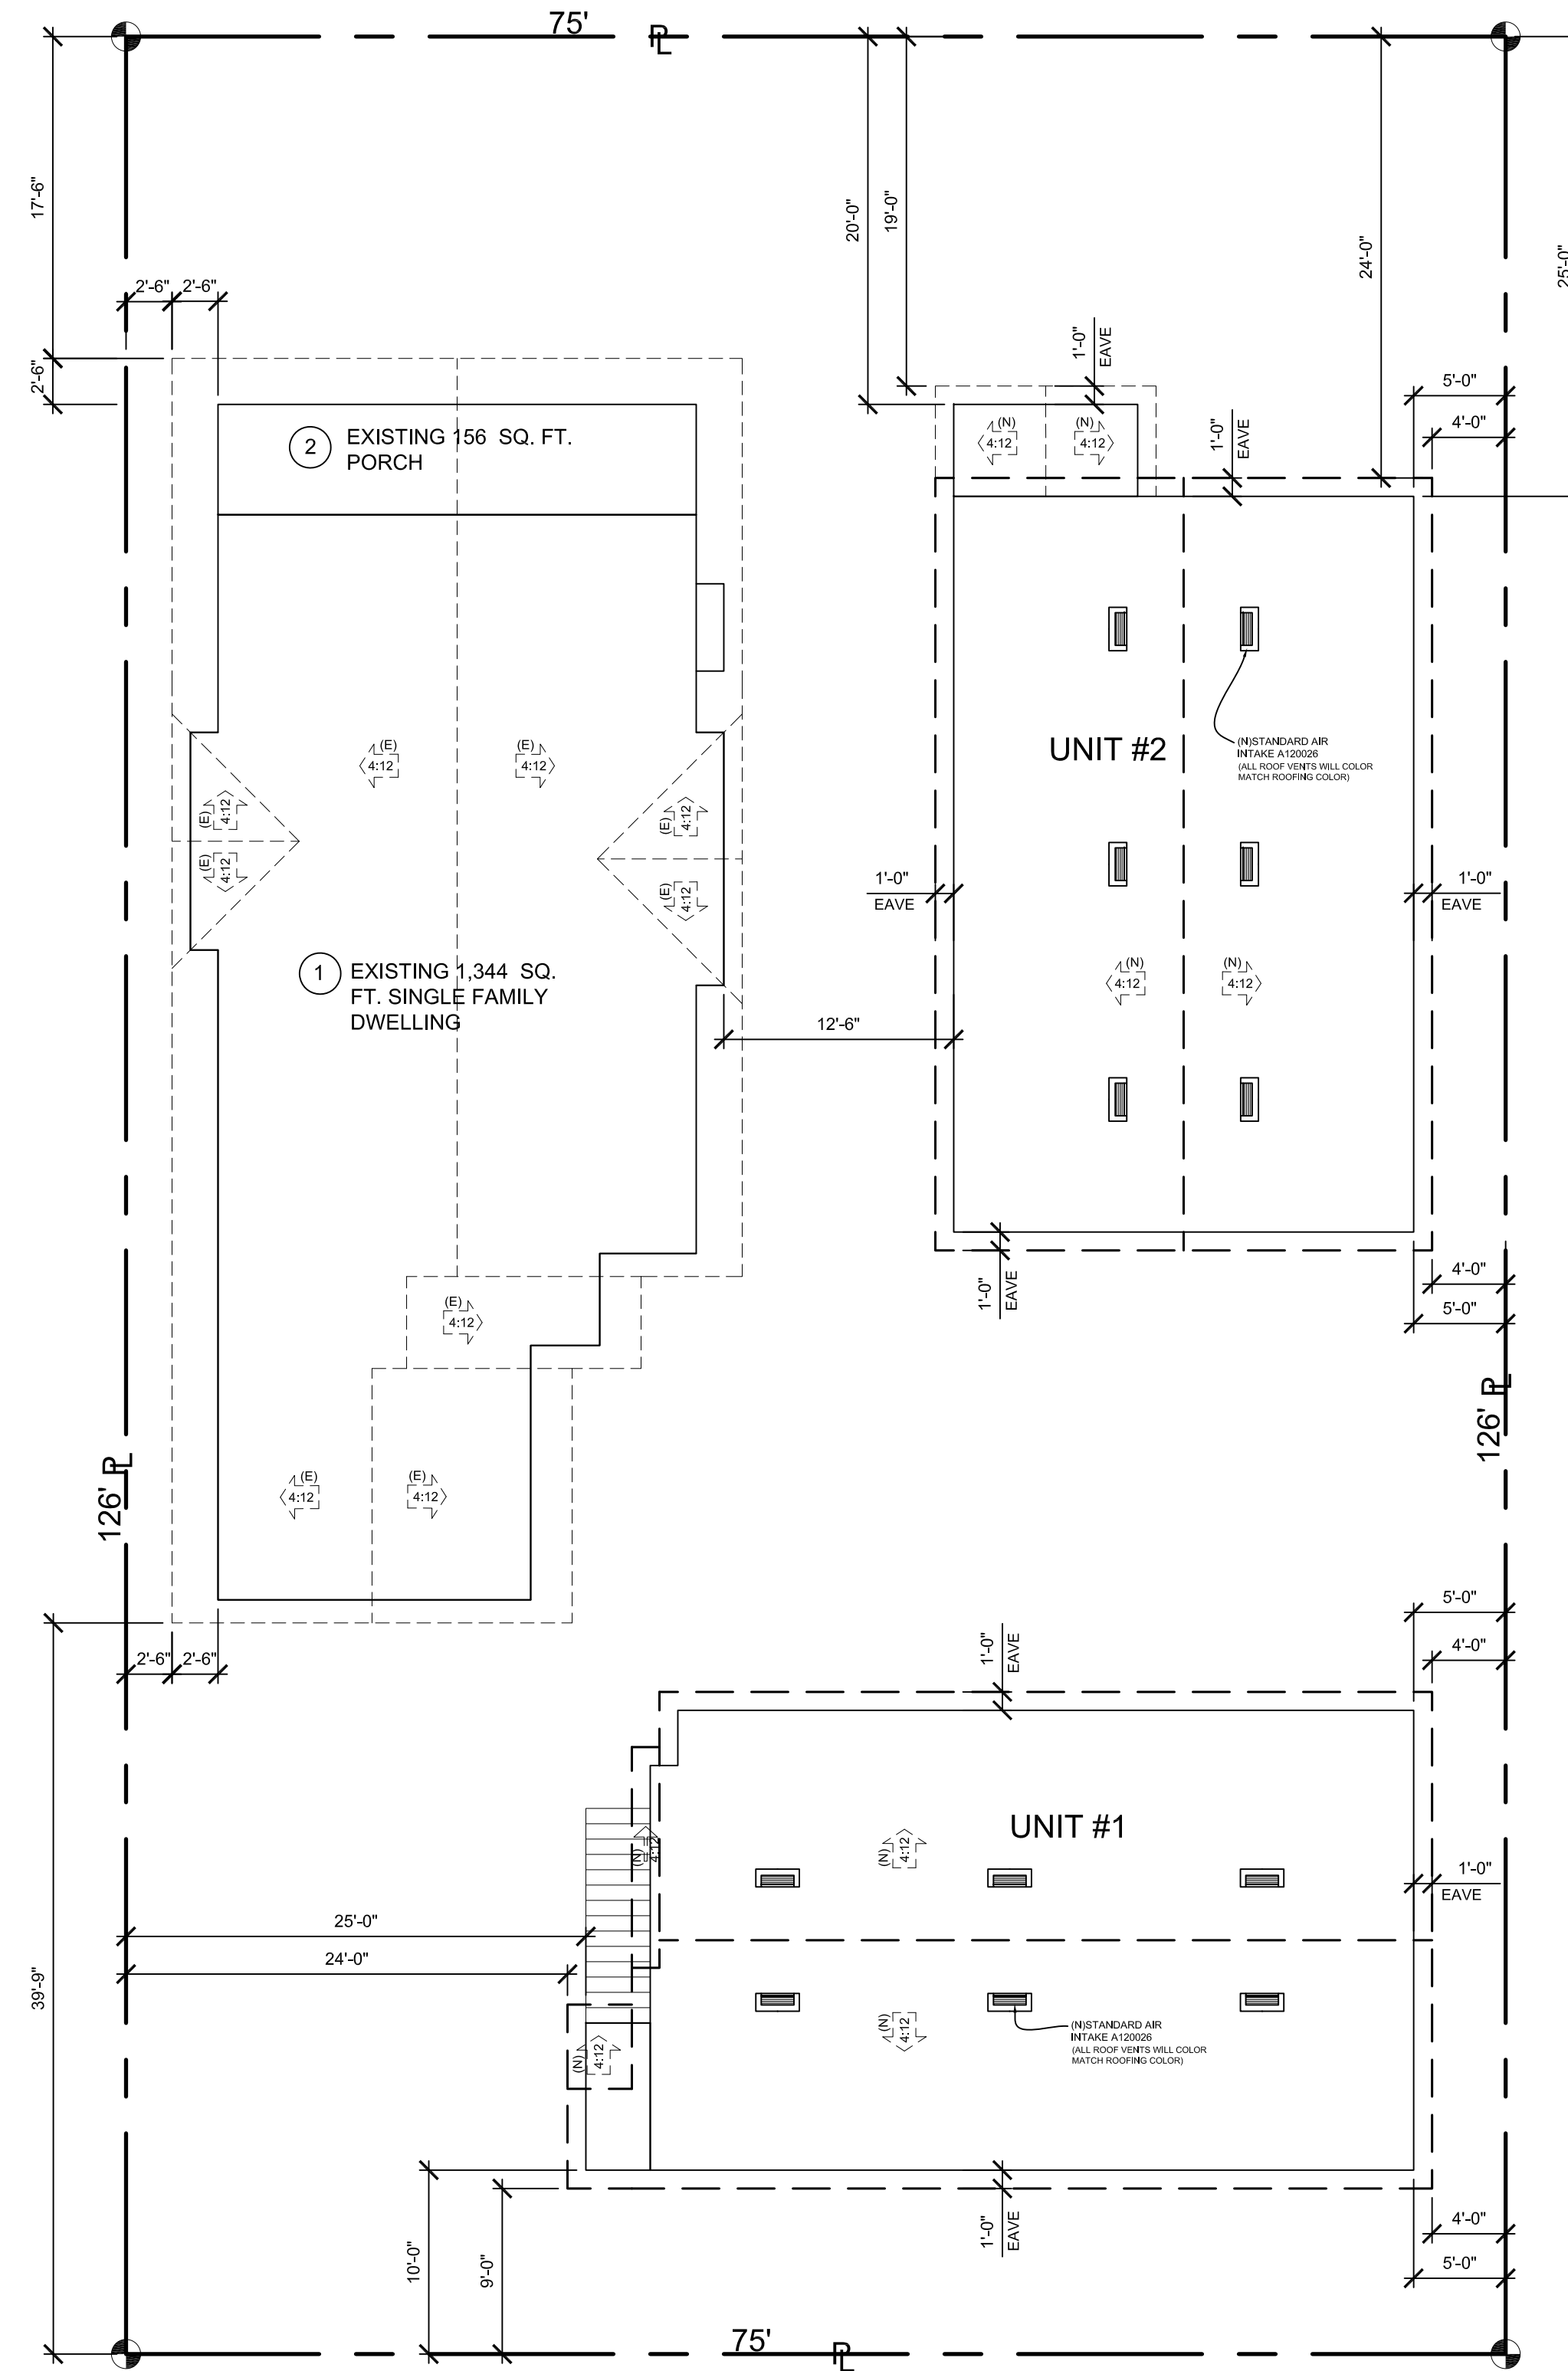 75'
PL
17'-6"
20'-0"
19'-0"
24'-0"
25'-0"
2'-6"
2'-6"
2'-6"
1'-0"
EAVE
5'-0"
4'-0"
1'-0"
EAVE
2
EXISTING 156 SQ. FT.
PORCH
(N)
4:12
(N)
4:12
(E)
4:12
(E)
4:12
UNIT #2
(N)STANDARD AIR
INTAKE A120026
(ALL ROOF VENTS WILL COLOR
MATCH ROOFING COLOR)
(E)
4:12
(E)
4:12
(E)
4:12
(E)
4:12
1'-0"
EAVE
1'-0"
EAVE
1
EXISTING 1,344 SQ.
FT. SINGLE FAMILY
DWELLING
(N)
4:12
(N)
4:12
12'-6"
1'-0"
EAVE
4'-0"
5'-0"
(E)
4:12
126' PL
126' PL
(E)
4:12
(E)
4:12
5'-0"
4'-0"
2'-6"
2'-6"
1'-0"
EAVE
UNIT #1
(N)
4:12
(N)
4:12
1'-0"
EAVE
25'-0"
24'-0"
39'-9"
(N)
4:12
(N)STANDARD AIR
INTAKE A120026
(ALL ROOF VENTS WILL COLOR
MATCH ROOFING COLOR)
(N)
4:12
10'-0"
9'-0"
1'-0"
EAVE
4'-0"
5'-0"
75'
PL